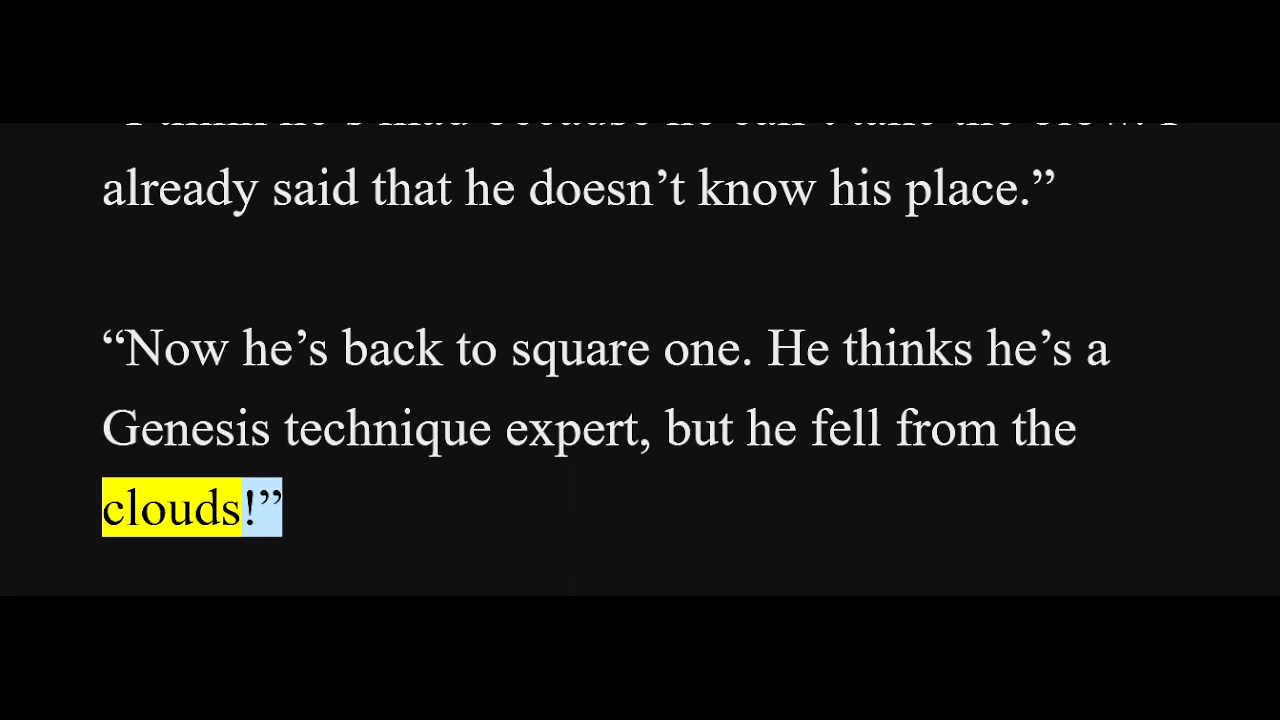 already said that he doesn’t know his place.”
“Now he’s back to square one. He thinks he’s a
Genesis technique expert, but he fell from the
clouds!”